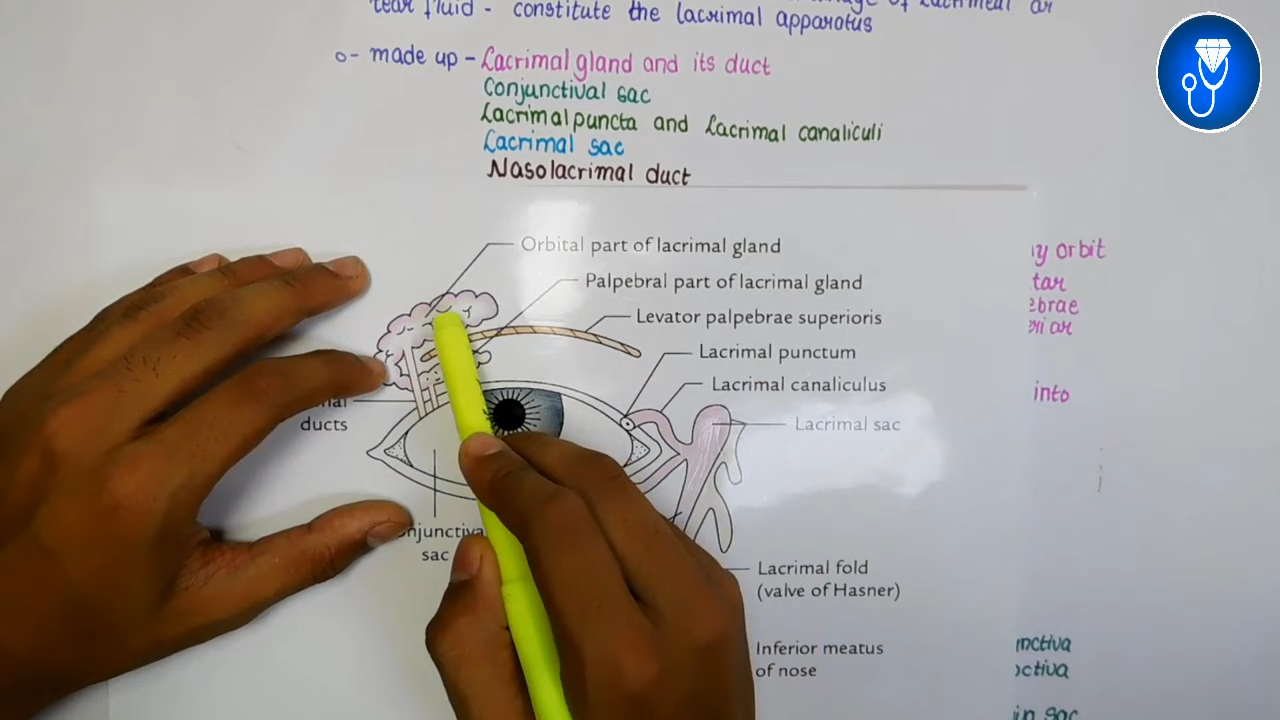 tear fluid - constitute the lacrimal apparatus
o- made up - Lacrimal gland and its duct
Conjunctival sac
Lacrimal puncta and Lacrimal canaliculi
Lacrimal sac
Nasolacrimal duct
Orbital part of lacrimal gland
Palpebral part of lacrimal gland
Levator palpebrae superioris
Lacrimal punctum
Lacrimal canaliculus
Lacrimal sac
ducts
sac
Lacrimal fold
(valve of Hasner)
Inferior meatus
of nose
orbit
into